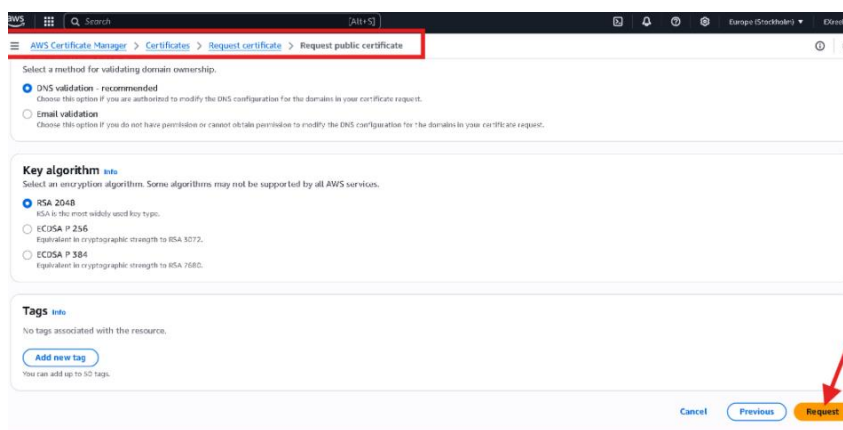 aws
Search [Alt+S] Europe (Stockholm)
AWS Certificate Manager > Certificates > Request certificate > Request public certificate
Select a method for validating domain ownership.
DNS validation - recommended
Choose this option if you are authorized to modify the DNS configuration for the domains in your certificate request.
Email validation
Choose this option if you do not have permission or cannot obtain permission to modify the DNS configuration for the domains in your certificate request.
Key algorithm Info
Select an encryption algorithm. Some algorithms may not be supported by all AWS services.
RSA 2048
RSA is the most widely used key type.
ECDSA P 256
Equivalent in cryptographic strength to RSA 3072.
ECDSA P 384
Equivalent in cryptographic strength to RSA 7680.
Tags Info
No tags associated with the resource.
Add new tag
You can add up to 50 tags.
Cancel Previous Request